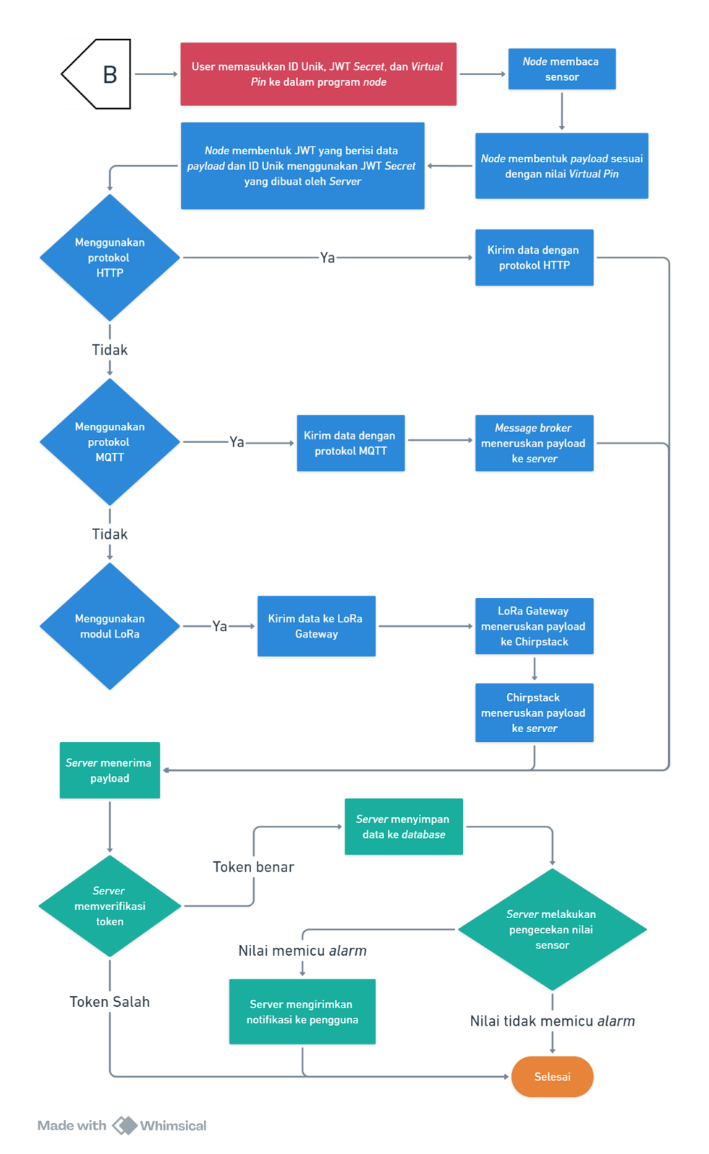 B
User memasukkan ID Unik, JWT Secret, dan Virtual
Pin ke dalam program node
Node membaca
sensor
Node membentuk JWT yang berisi data
payload dan ID Unik menggunakan JWT Secret
yang dibuat oleh Server
Node membentuk payload sesuai
dengan nilai Virtual Pin
Menggunakan
protokol
HTTP
Ya
Kirim data dengan
protokol HTTP
Tidak
Menggunakan
protokol
MQTT
Ya
Kirim data dengan
protokol MQTT
Message broker
meneruskan payload
ke server
Tidak
Menggunakan
modul LoRa
Ya
Kirim data ke LoRa
Gateway
LoRa Gateway
meneruskan payload
ke Chirpstack
Chirpstack
meneruskan payload
ke server
Server menerima
payload
Server menyimpan
data ke database
Token benar
Server
memverifikasi
token
Server melakukan
pengecekan nilai
sensor
Nilai memicu alarm
Token Salah
Server mengirimkan
notifikasi ke pengguna
Nilai tidak memicu alarm
Selesai
Made with Whimsical